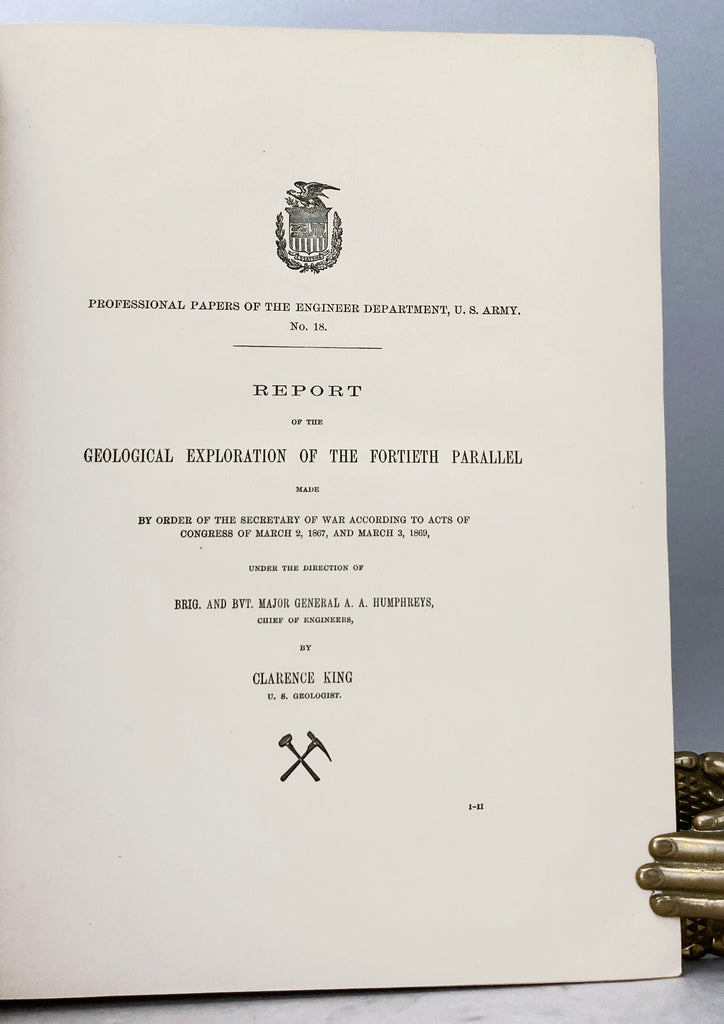 PROFESSIONAL PAPERS OF THE ENGINEER DEPARTMENT, U. S. ARMY.
No. 18.
REPORT
OF THE
GEOLOGICAL EXPLORATION OF THE FORTIETH PARALLEL
MADE
BY ORDER OF THE SECRETARY OF WAR ACCORDING TO ACTS OF
CONGRESS OF MARCH 2, 1867, AND MARCH 3, 1869,
UNDER THE DIRECTION OF
BRIG. AND BVT. MAJOR GENERAL A. A. HUMPHREYS,
CHIEF OF ENGINEERS,
BY
CLARENCE KING
U. S. GEOLOGIST.
I–II